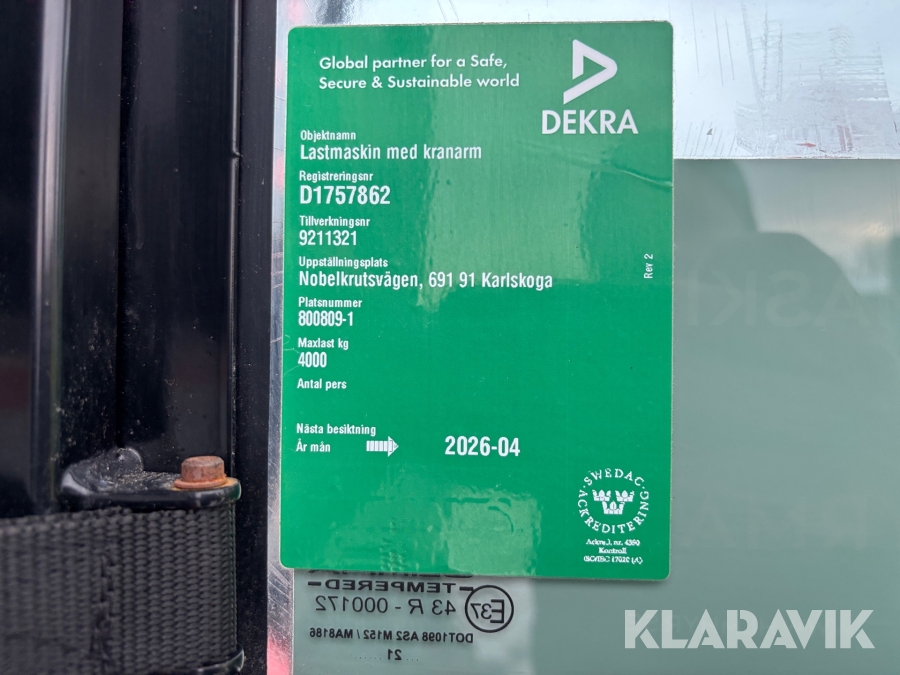 Global partner for a Safe,
Secure & Sustainable world
DEKRA
Objektnamn
Lastmaskin med kranarm
Registreringsnr
D1757862
Tillverkningsnr
9211321
Uppställningsplats
Nobelkrutsvägen, 691 91 Karlskoga
Platsnummer
800809-1
Maxlast kg
4000
Antal pers
Nästa besiktning
År mån
2026-04
Rev 2
SWEDAC
ACKREDITERING
Kontroll
TEMPERED
E37
43 R - 000172
DOT1098 AS2 M152 / MA8186
21
KLARAVIK